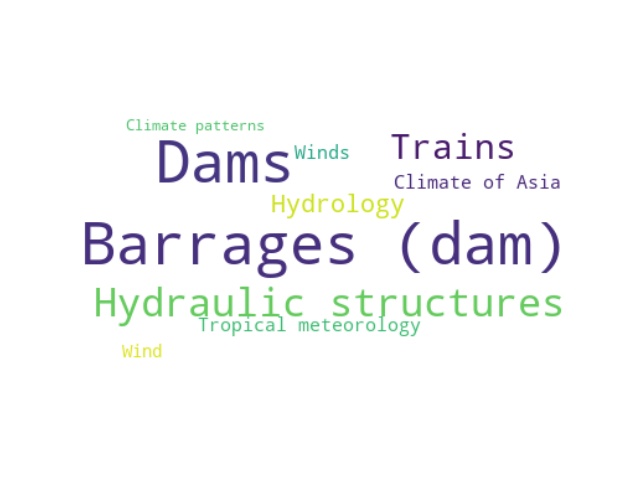 Climate patterns
Dams
Winds
Trains
Climate of Asia
Hydrology
Barrages (dam)
Hydraulic structures
Tropical meteorology
Wind